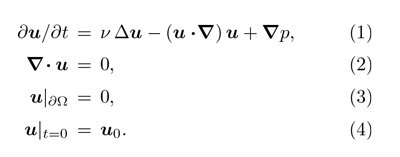 ∂u/∂t = ν Δu − (u ·∇) u + ∇p, (1)
∇· u = 0, (2)
u|∂Ω = 0, (3)
u|t=0 = u0. (4)